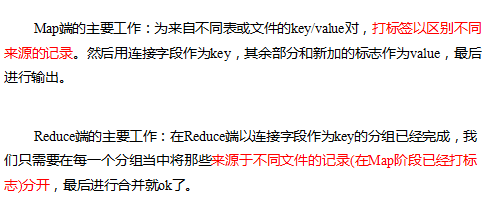 Map端的主要工作：为来自不同表或文件的key/value对，打标签以区别不同
来源的记录。然后用连接字段作为key，其余部分和新加的标志作为value，最后
进行输出。
Reduce端的主要工作：在Reduce端以连接字段作为key的分组已经完成，我
们只需要在每一个分组当中将那些来源于不同文件的记录(在Map阶段已经打标
志)分开，最后进行合并就ok了。